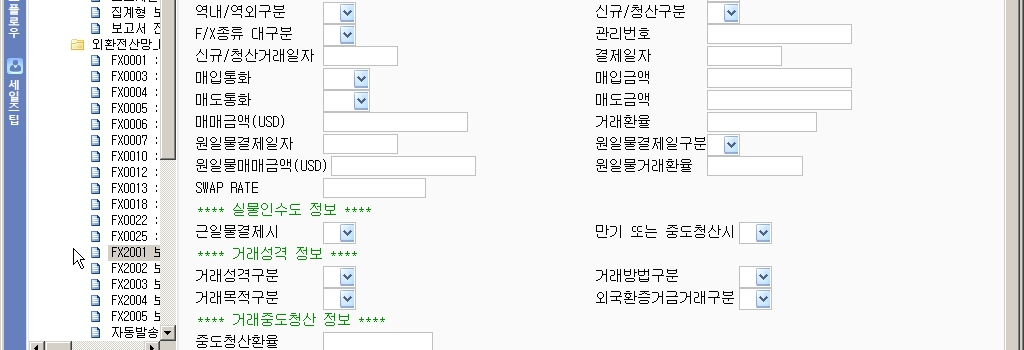 플로우
세일즈팁
집계형 보
보고서 전
외환전산망_
FX0001 :
FX0003 :
FX0004 :
FX0005 :
FX0006 :
FX0007 :
FX0010 :
FX0012 :
FX0013 :
FX0018 :
FX0022 :
FX0025 :
FX2001 보
FX2002 보
FX2003 보
FX2004 보
FX2005 보
자동발송
역내/역외구분 신규/청산구분
F/X종류 대구분 관리번호
신규/청산거래일자 결제일자
매입통화 매입금액
매도통화 매도금액
매매금액(USD) 거래환율
원일물결제일자 원일물결제일구분
원일물매매금액(USD) 원일물거래환율
SWAP RATE
**** 실물인수도 정보 ****
근일물결제시 만기 또는 중도청산시
**** 거래성격 정보 ****
거래성격구분 거래방법구분
거래목적구분 외국환증거금거래구분
**** 거래중도청산 정보 ****
중도청산환율